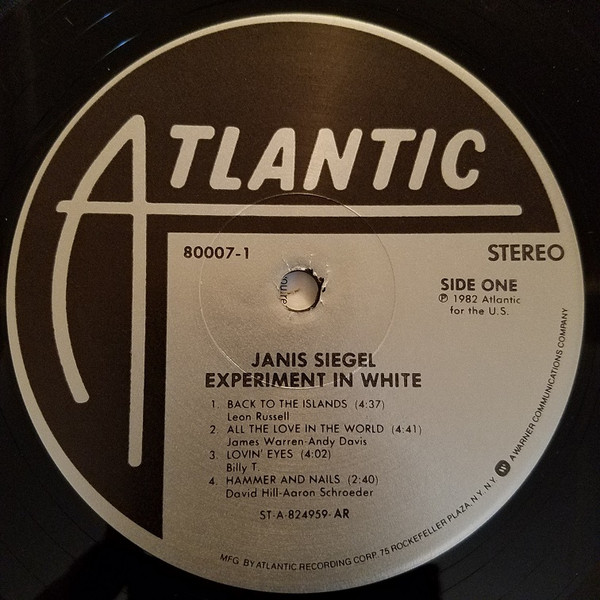 ATLANTIC
80007-1
STEREO
SIDE ONE
℗ 1982 Atlantic
for the U.S.
JANIS SIEGEL
EXPERIMENT IN WHITE
1. BACK TO THE ISLANDS (4:37)
Leon Russell
2. ALL THE LOVE IN THE WORLD (4:41)
James Warren-Andy Davis
3. LOVIN' EYES (4:02)
Billy T.
4. HAMMER AND NAILS (2:40)
David Hill-Aaron Schroeder
ST-A-824959-AR
MFG. BY ATLANTIC RECORDING CORP. 75 ROCKEFELLER PLAZA, N.Y. N.Y. A WARNER COMMUNICATIONS COMPANY